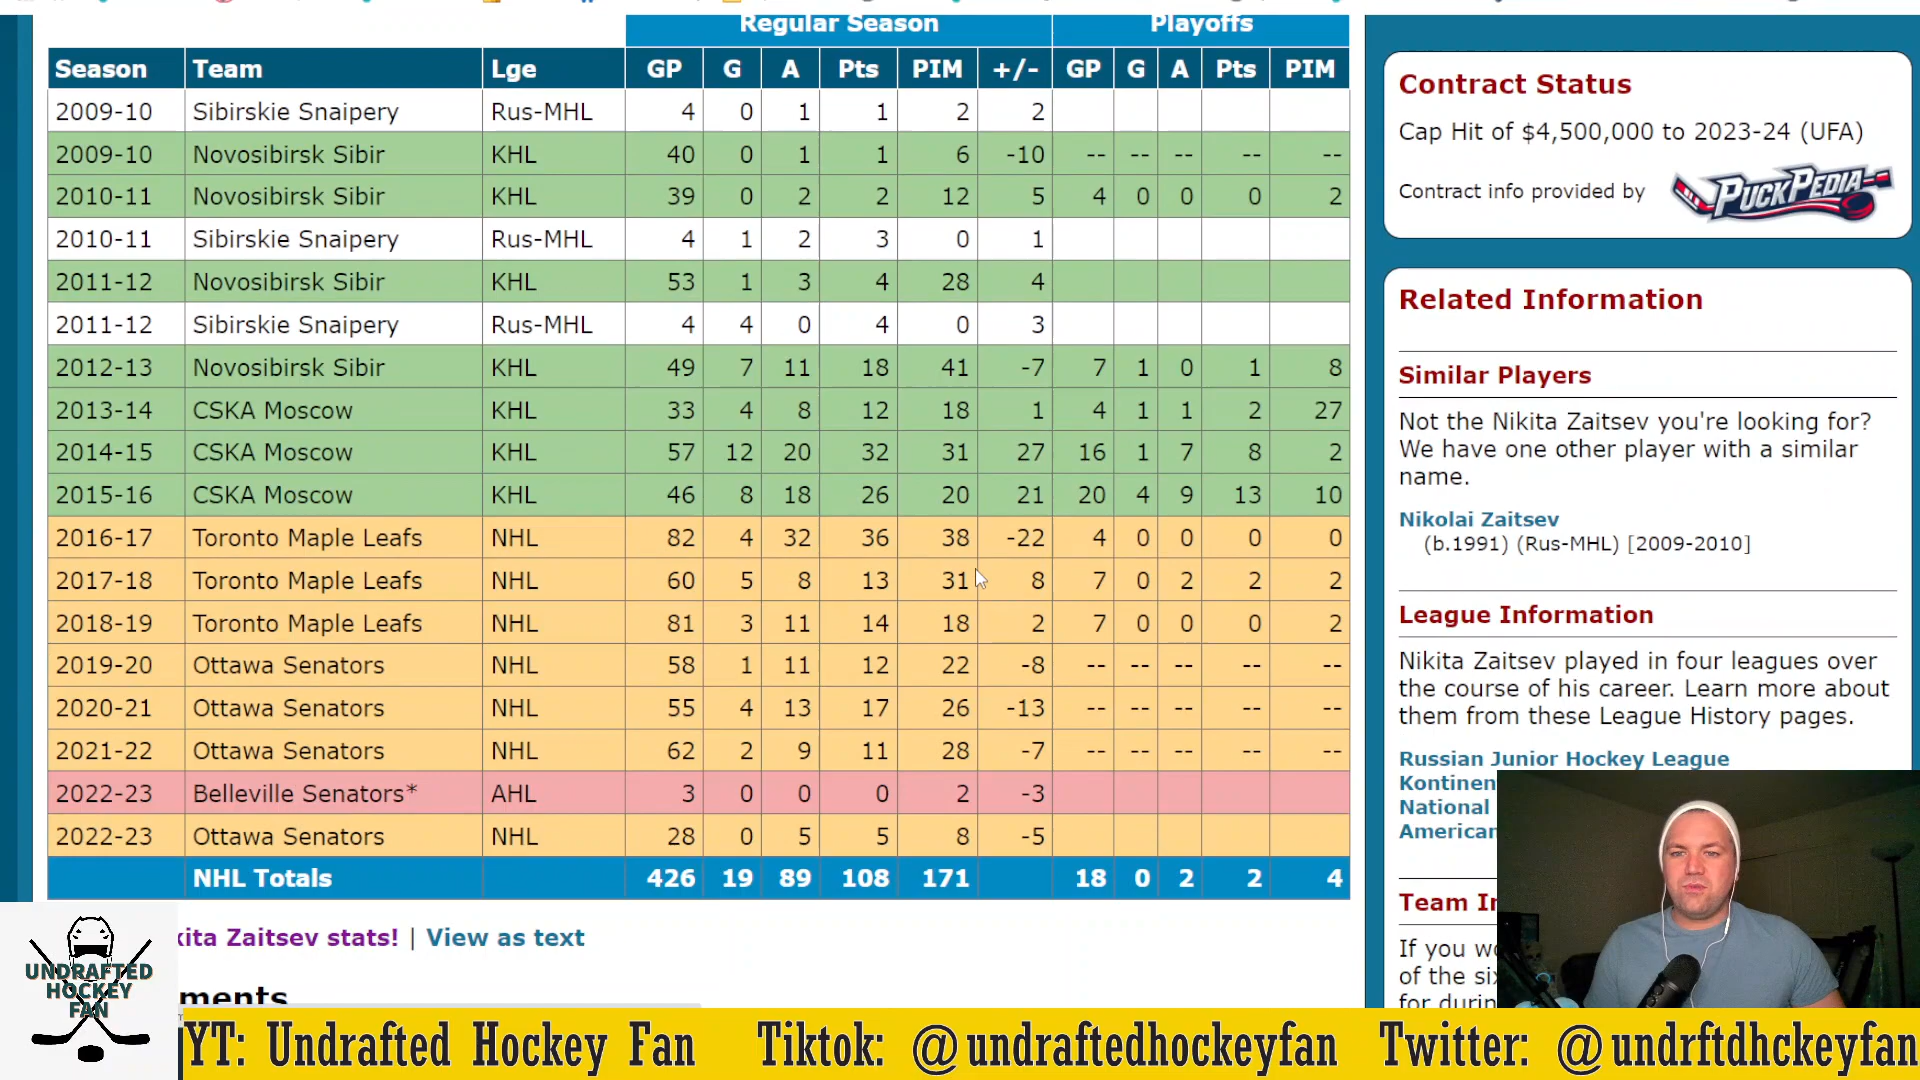 Regular Season Playoffs
Season Team Lge GP G A Pts PIM +/- GP G A Pts PIM
2009-10 Sibirskie Snaipery Rus-MHL 4 0 1 1 2 2
2009-10 Novosibirsk Sibir KHL 40 0 1 1 6 -10 -- -- -- -- --
2010-11 Novosibirsk Sibir KHL 39 0 2 2 12 5 4 0 0 0 2
2010-11 Sibirskie Snaipery Rus-MHL 4 1 2 3 0 1
2011-12 Novosibirsk Sibir KHL 53 1 3 4 28 4
2011-12 Sibirskie Snaipery Rus-MHL 4 4 0 4 0 3
2012-13 Novosibirsk Sibir KHL 49 7 11 18 41 -7 7 1 0 1 8
2013-14 CSKA Moscow KHL 33 4 8 12 18 1 4 1 1 2 27
2014-15 CSKA Moscow KHL 57 12 20 32 31 27 16 1 7 8 2
2015-16 CSKA Moscow KHL 46 8 18 26 20 21 20 4 9 13 10
2016-17 Toronto Maple Leafs NHL 82 4 32 36 38 -22 4 0 0 0 0
2017-18 Toronto Maple Leafs NHL 60 5 8 13 31 8 7 0 2 2 2
2018-19 Toronto Maple Leafs NHL 81 3 11 14 18 2 7 0 0 0 2
2019-20 Ottawa Senators NHL 58 1 11 12 22 -8 -- -- -- -- --
2020-21 Ottawa Senators NHL 55 4 13 17 26 -13 -- -- -- -- --
2021-22 Ottawa Senators NHL 62 2 9 11 28 -7 -- -- -- -- --
2022-23 Belleville Senators* AHL 3 0 0 0 2 -3
2022-23 Ottawa Senators NHL 28 0 5 5 8 -5
NHL Totals 426 19 89 108 171 18 0 2 2 4
kita Zaitsev stats! | View as text
ments
Contract Status
Cap Hit of $4,500,000 to 2023-24 (UFA)
Contract info provided by PUCKPEDIA
Related Information
Similar Players
Not the Nikita Zaitsev you're looking for?
We have one other player with a similar
name.
Nikolai Zaitsev
(b.1991) (Rus-MHL) [2009-2010]
League Information
Nikita Zaitsev played in four leagues over
the course of his career. Learn more about
them from these League History pages.
Russian Junior Hockey League
Kontinen
National
American
Team In
If you wo
of the six
for durin
UNDRAFTED
HOCKEY
FAN
YT: Undrafted Hockey Fan Tiktok: @undraftedhockeyfan Twitter: @undrftdhckeyfan